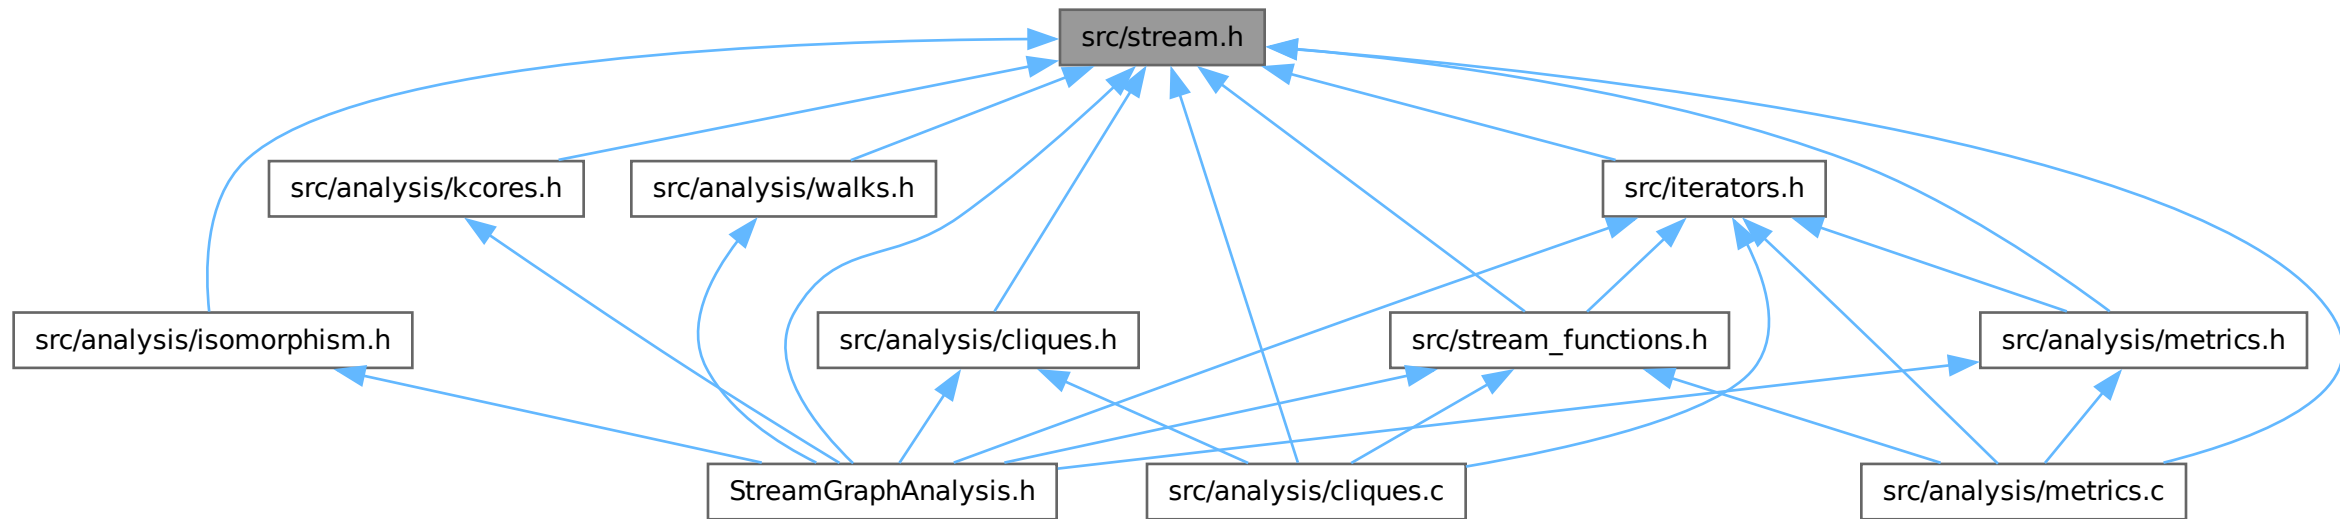 src/stream.h
src/analysis/kcores.h
src/analysis/walks.h
src/iterators.h
src/analysis/isomorphism.h
src/analysis/cliques.h
src/stream_functions.h
src/analysis/metrics.h
StreamGraphAnalysis.h
src/analysis/cliques.c
src/analysis/metrics.c